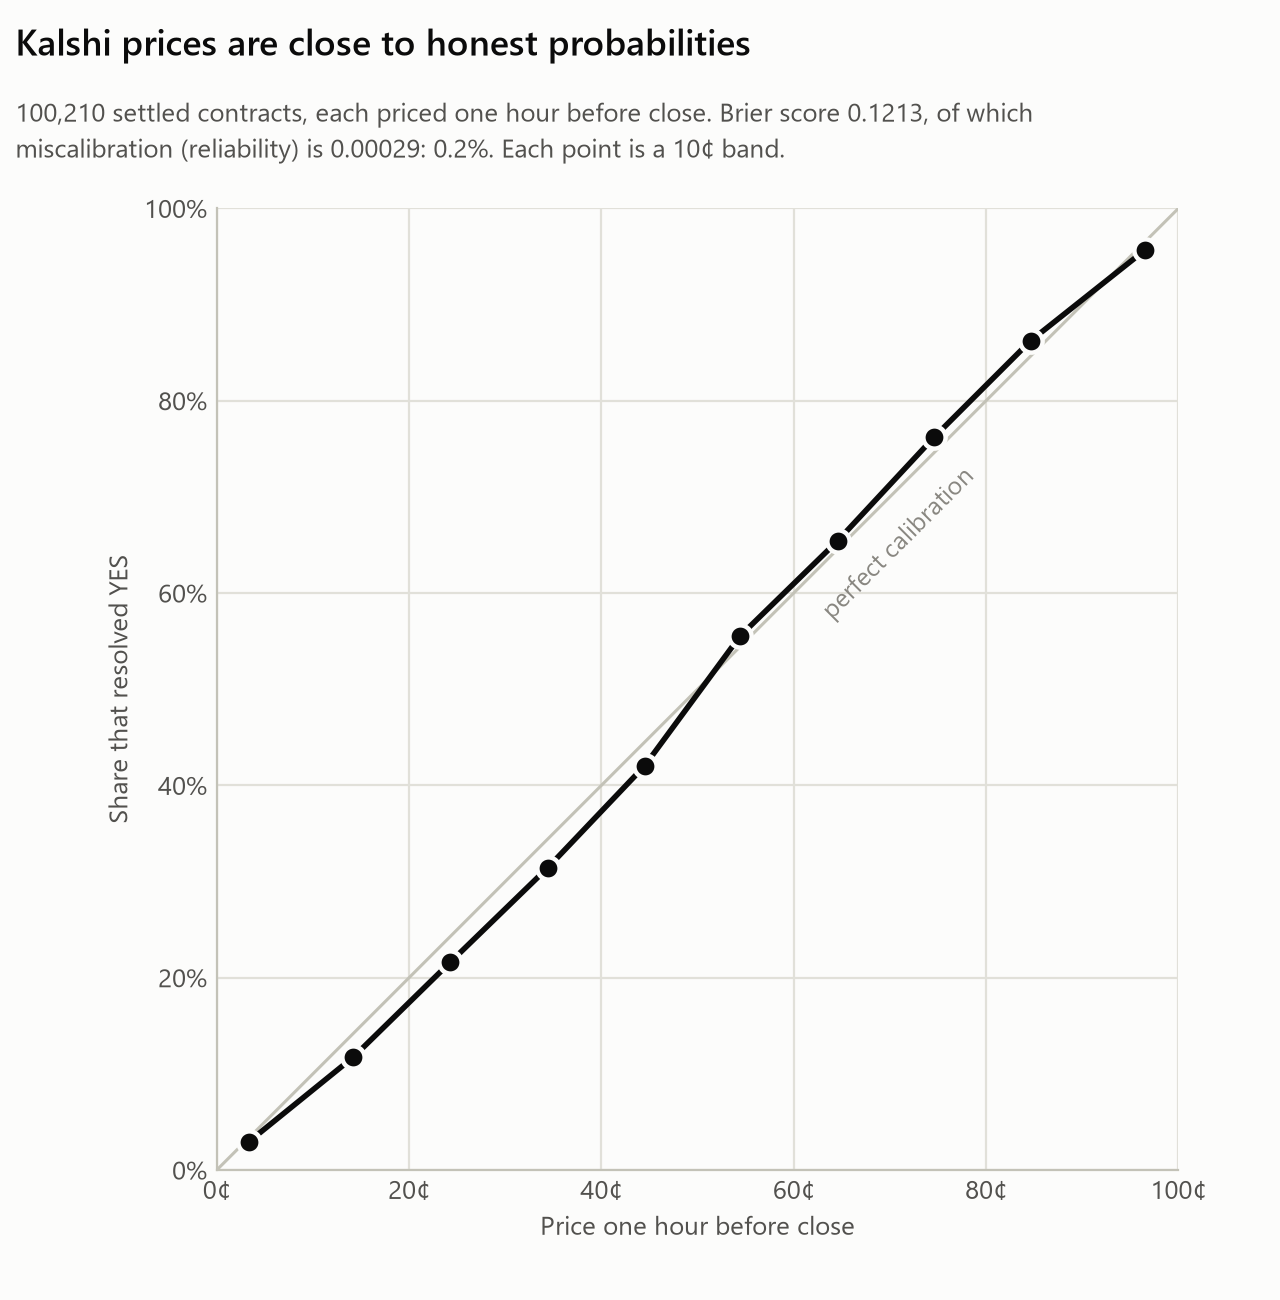 Kalshi prices are close to honest probabilities
100,210 settled contracts, each priced one hour before close. Brier score 0.1213, of which
miscalibration (reliability) is 0.00029: 0.2%. Each point is a 10¢ band.
100%
80%
60%
40%
20%
0%
Share that resolved YES
perfect calibration
0¢ 20¢ 40¢ 60¢ 80¢ 100¢
Price one hour before close